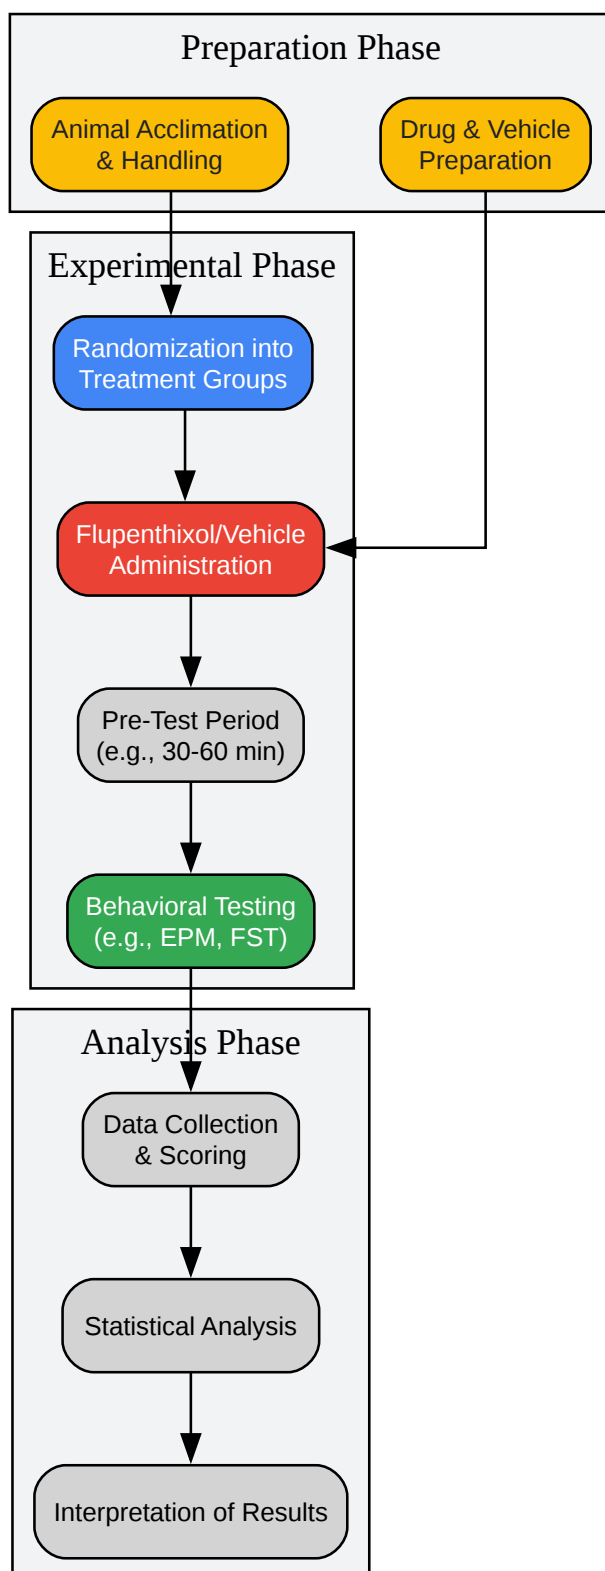 Preparation Phase
Animal Acclimation
& Handling
Drug & Vehicle
Preparation
Experimental Phase
Randomization into
Treatment Groups
Flupenthixol/Vehicle
Administration
Pre-Test Period
(e.g., 30-60 min)
Behavioral Testing
(e.g., EPM, FST)
Analysis Phase
Data Collection
& Scoring
Statistical Analysis
Interpretation of Results